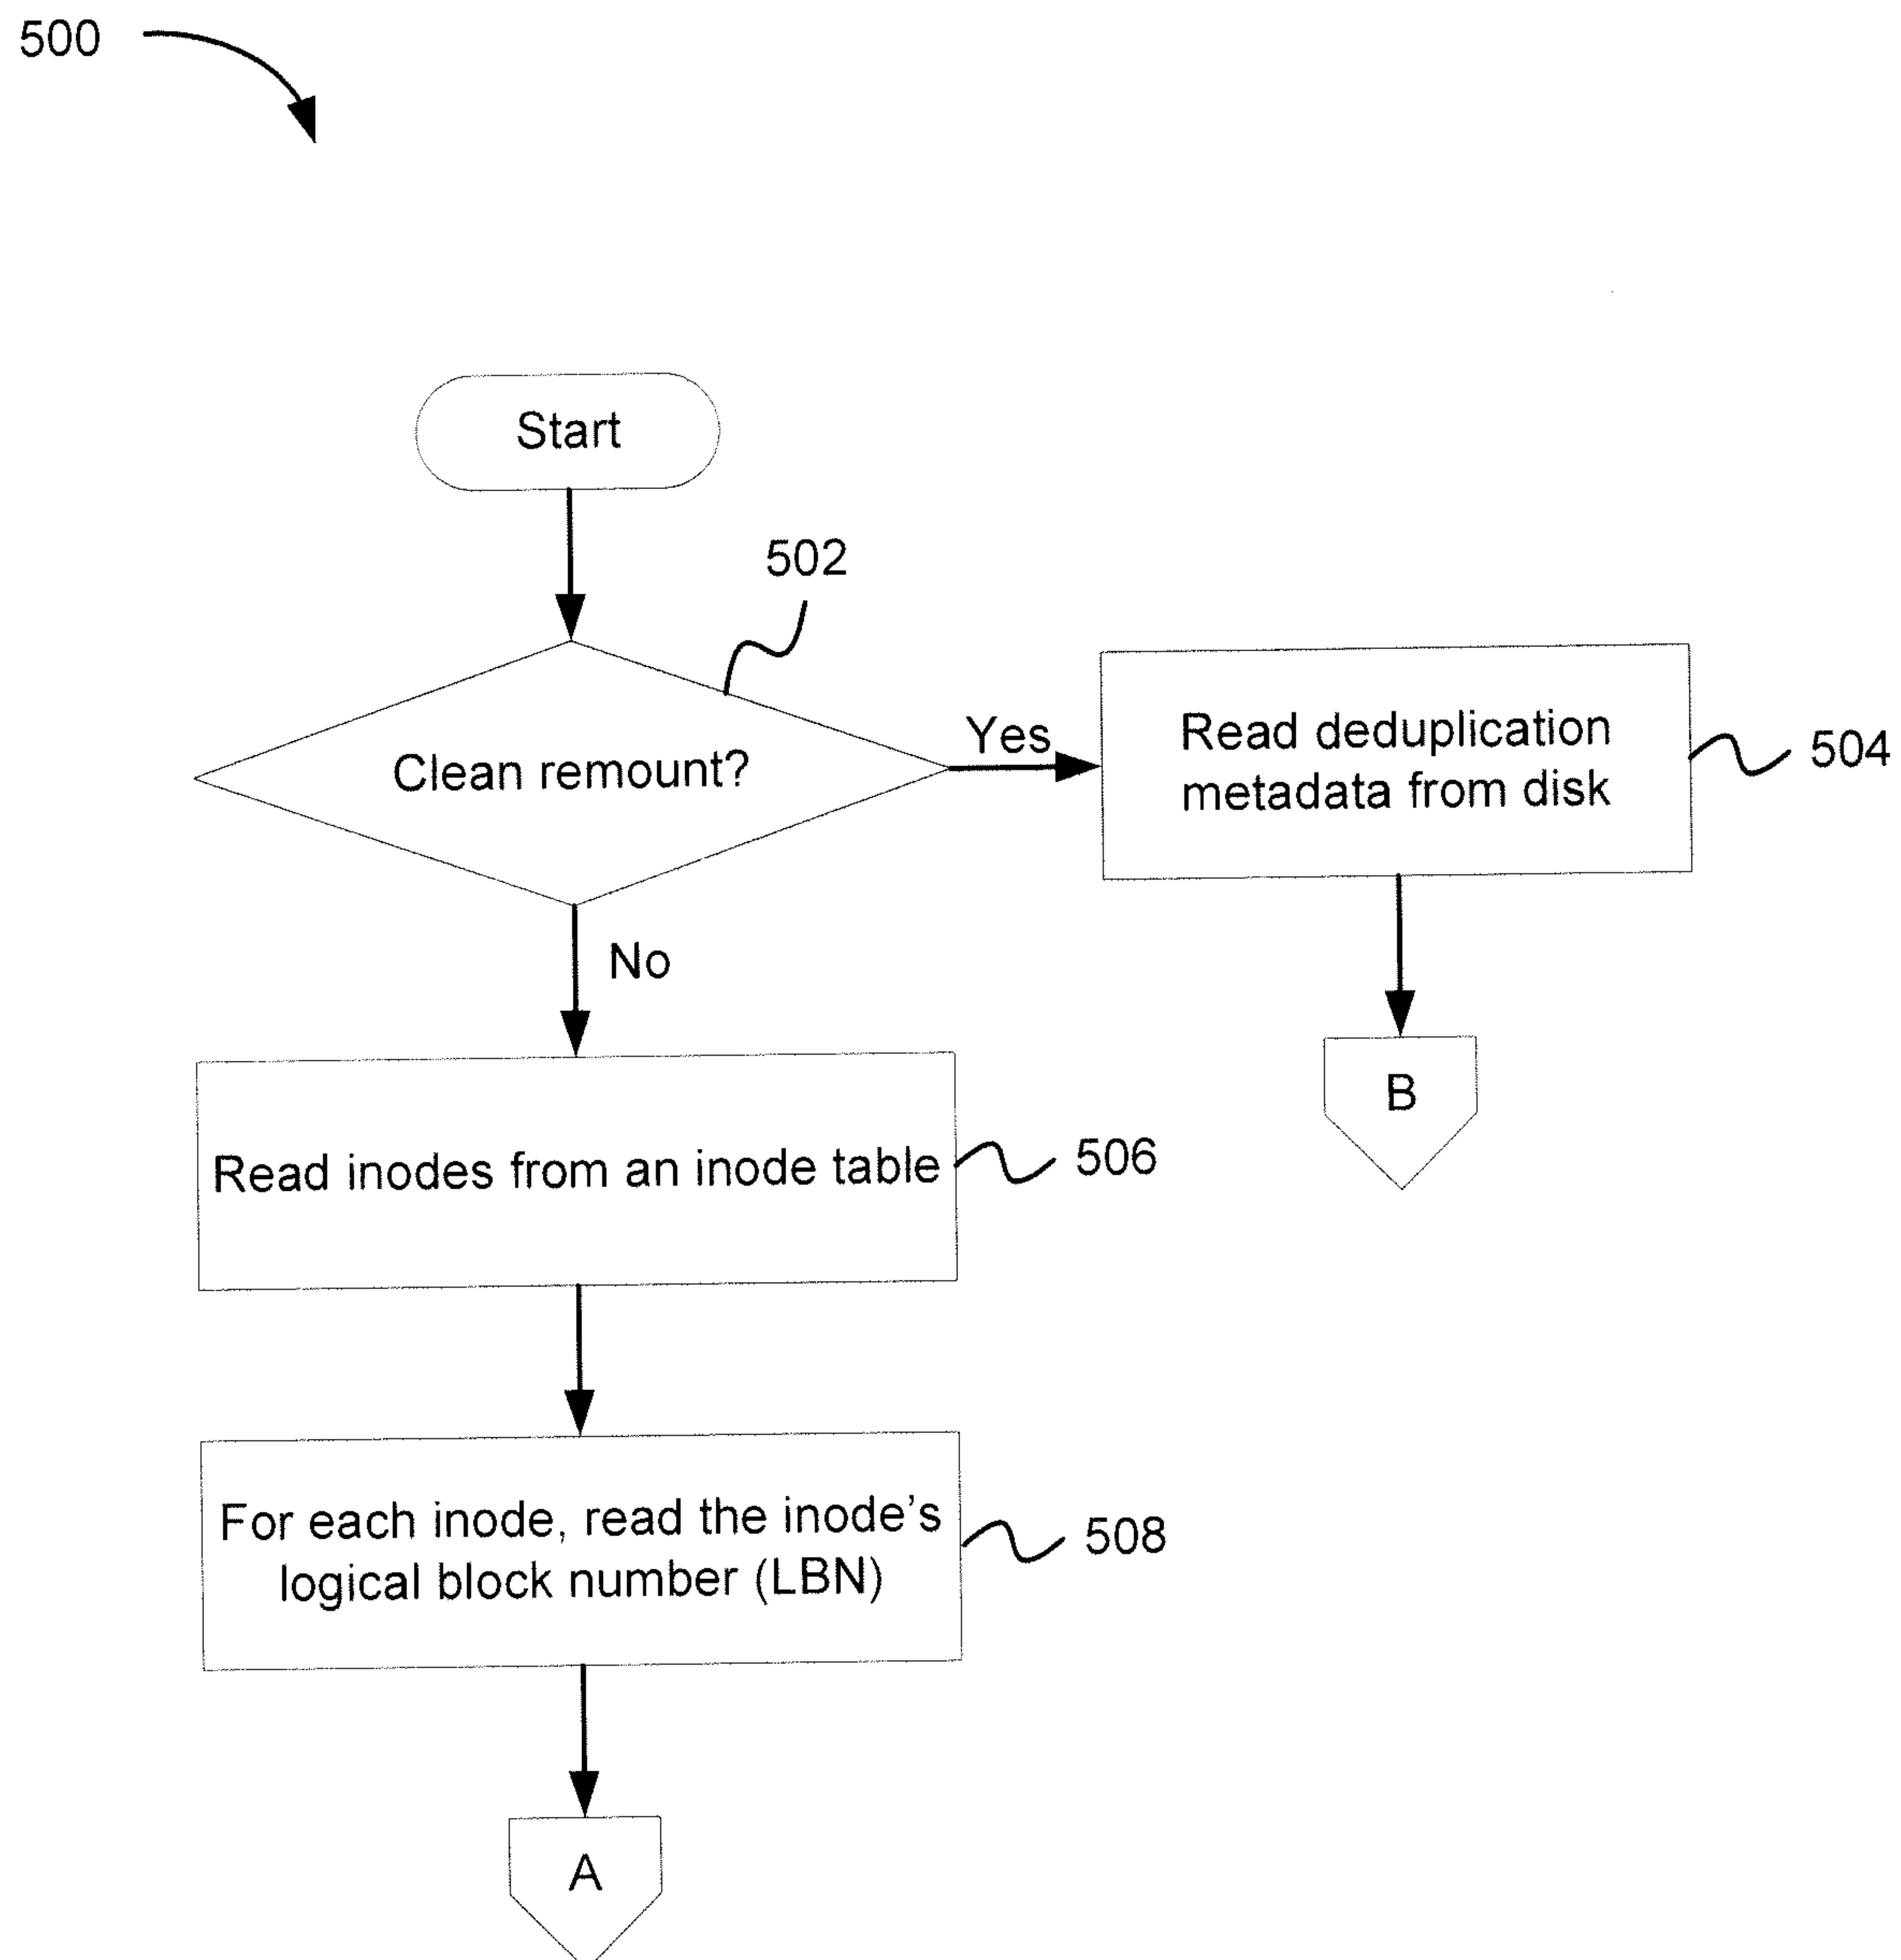 500
Start
502
Clean remount?
Yes
Read deduplication
metadata from disk
504
No
B
Read inodes from an inode table
506
For each inode, read the inode's
logical block number (LBN)
508
A